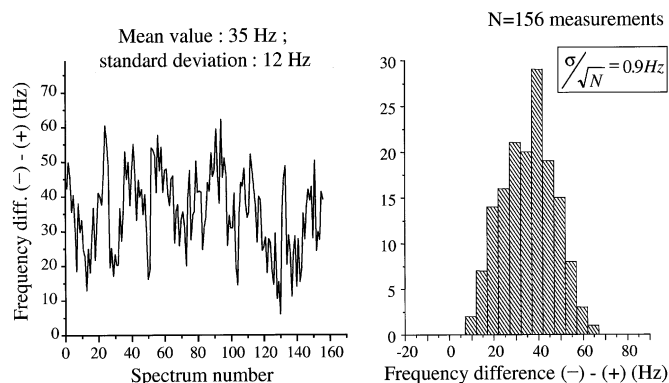 N=156 measurements
Mean value : 35 Hz ;
standard deviation : 12 Hz
σ/√N = 0.9Hz
Frequency diff. (−) - (+) (Hz)
70
60
50
40
30
20
10
0
0 20 40 60 80 100 120 140 160
Spectrum number
30
25
20
15
10
5
0
-20 0 20 40 60 80
Frequency difference (−) - (+) (Hz)